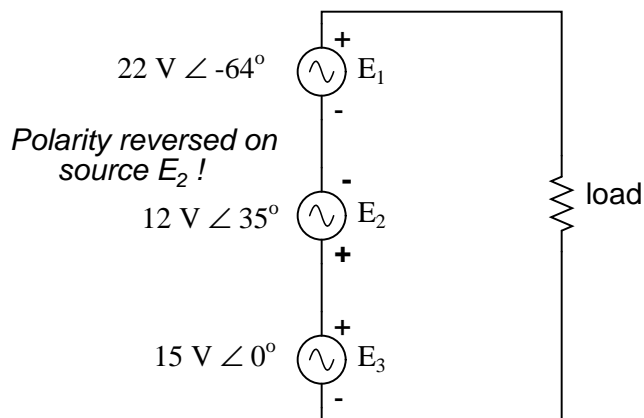 +
22 V ∠ -64° E₁
-
Polarity reversed on
source E₂ !
-
load
12 V ∠ 35° E₂
+
+
15 V ∠ 0° E₃
-